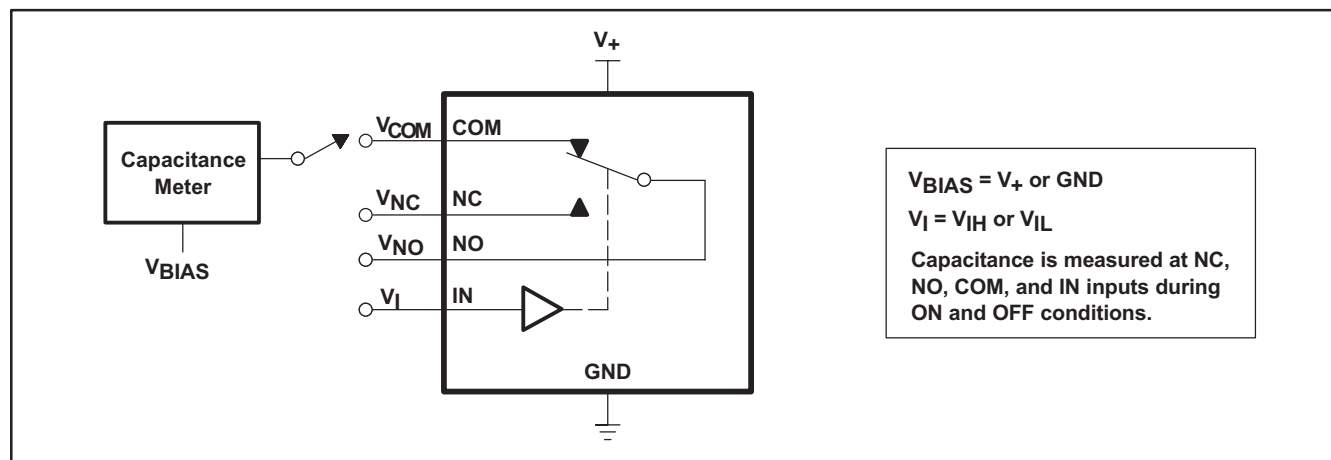 V+
Capacitance
Meter
VBIAS
VCOM COM
VNC NC
VNO NO
VI IN
GND
VBIAS = V+ or GND
VI = VIH or VIL
Capacitance is measured at NC,
NO, COM, and IN inputs during
ON and OFF conditions.